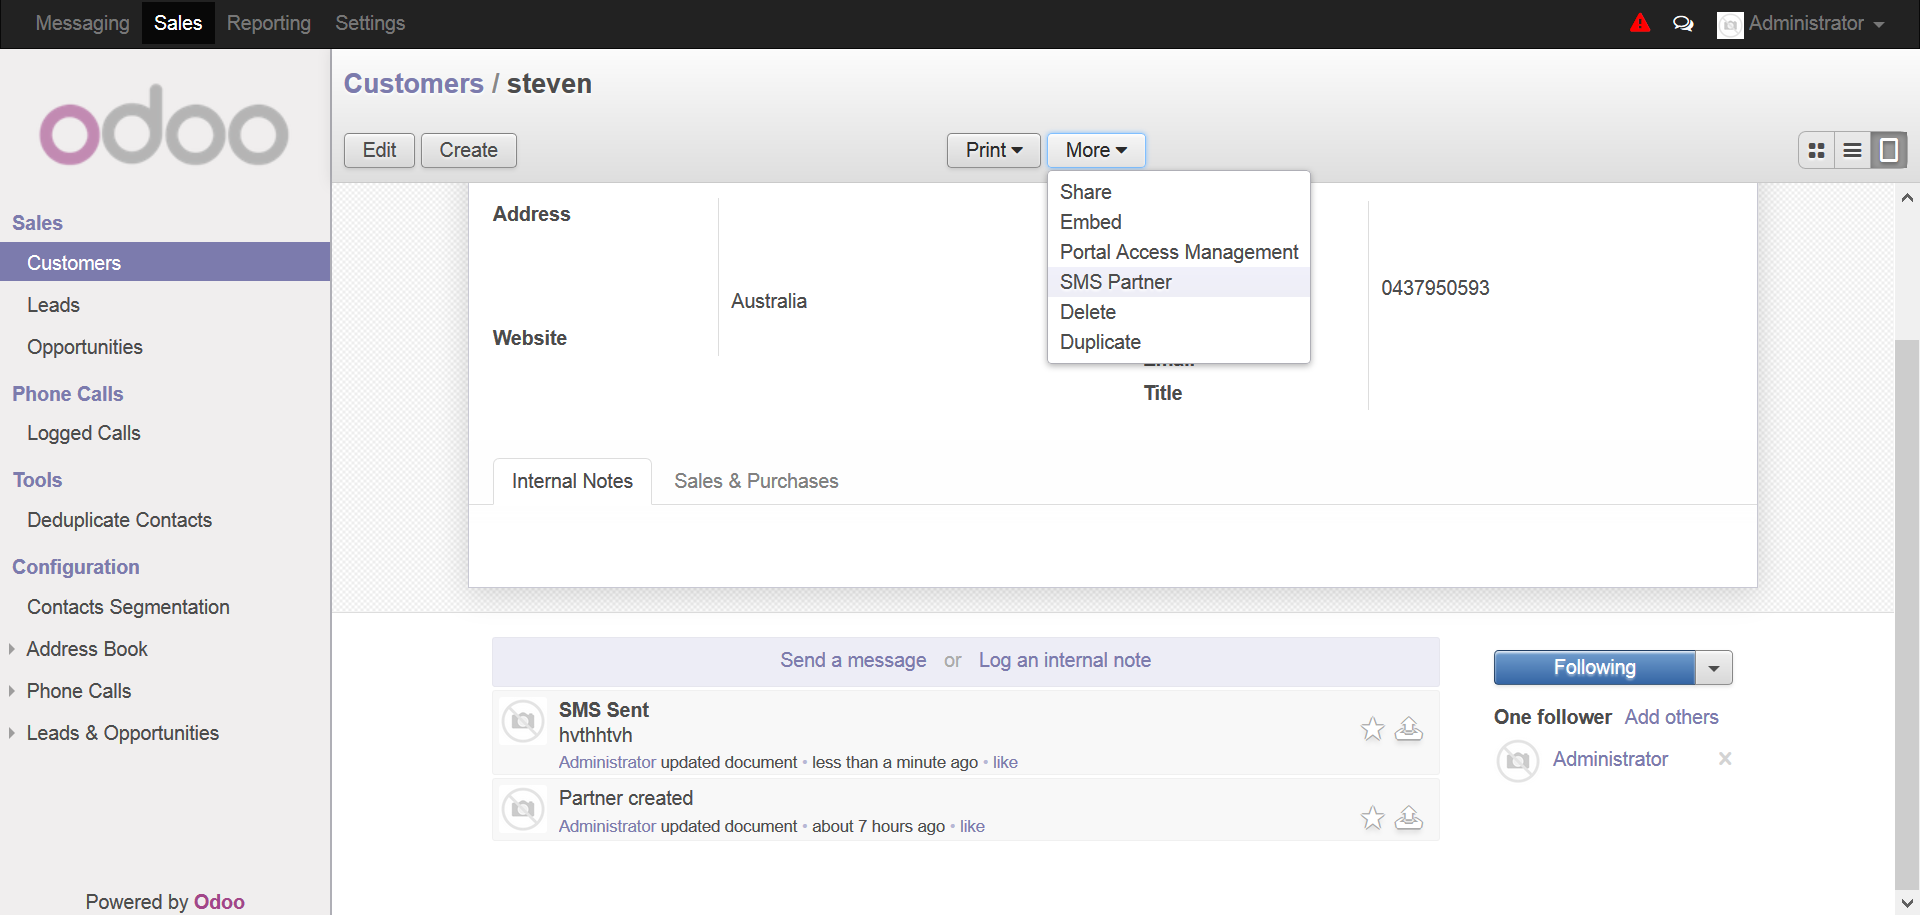 Messaging Sales Reporting Settings Administrator
odoo
Customers / steven
Edit Create Print More
Share
Embed
Portal Access Management
SMS Partner
Delete
Duplicate
Sales
Customers
Leads
Opportunities
Phone Calls
Logged Calls
Tools
Deduplicate Contacts
Configuration
Contacts Segmentation
Address Book
Phone Calls
Leads & Opportunities
Powered by Odoo
Address
Australia
Website
0437950593
Title
Internal Notes Sales & Purchases
Send a message or Log an internal note
SMS Sent
hvthhtvh
Administrator updated document • less than a minute ago • like
Partner created
Administrator updated document • about 7 hours ago • like
Following
One follower Add others
Administrator